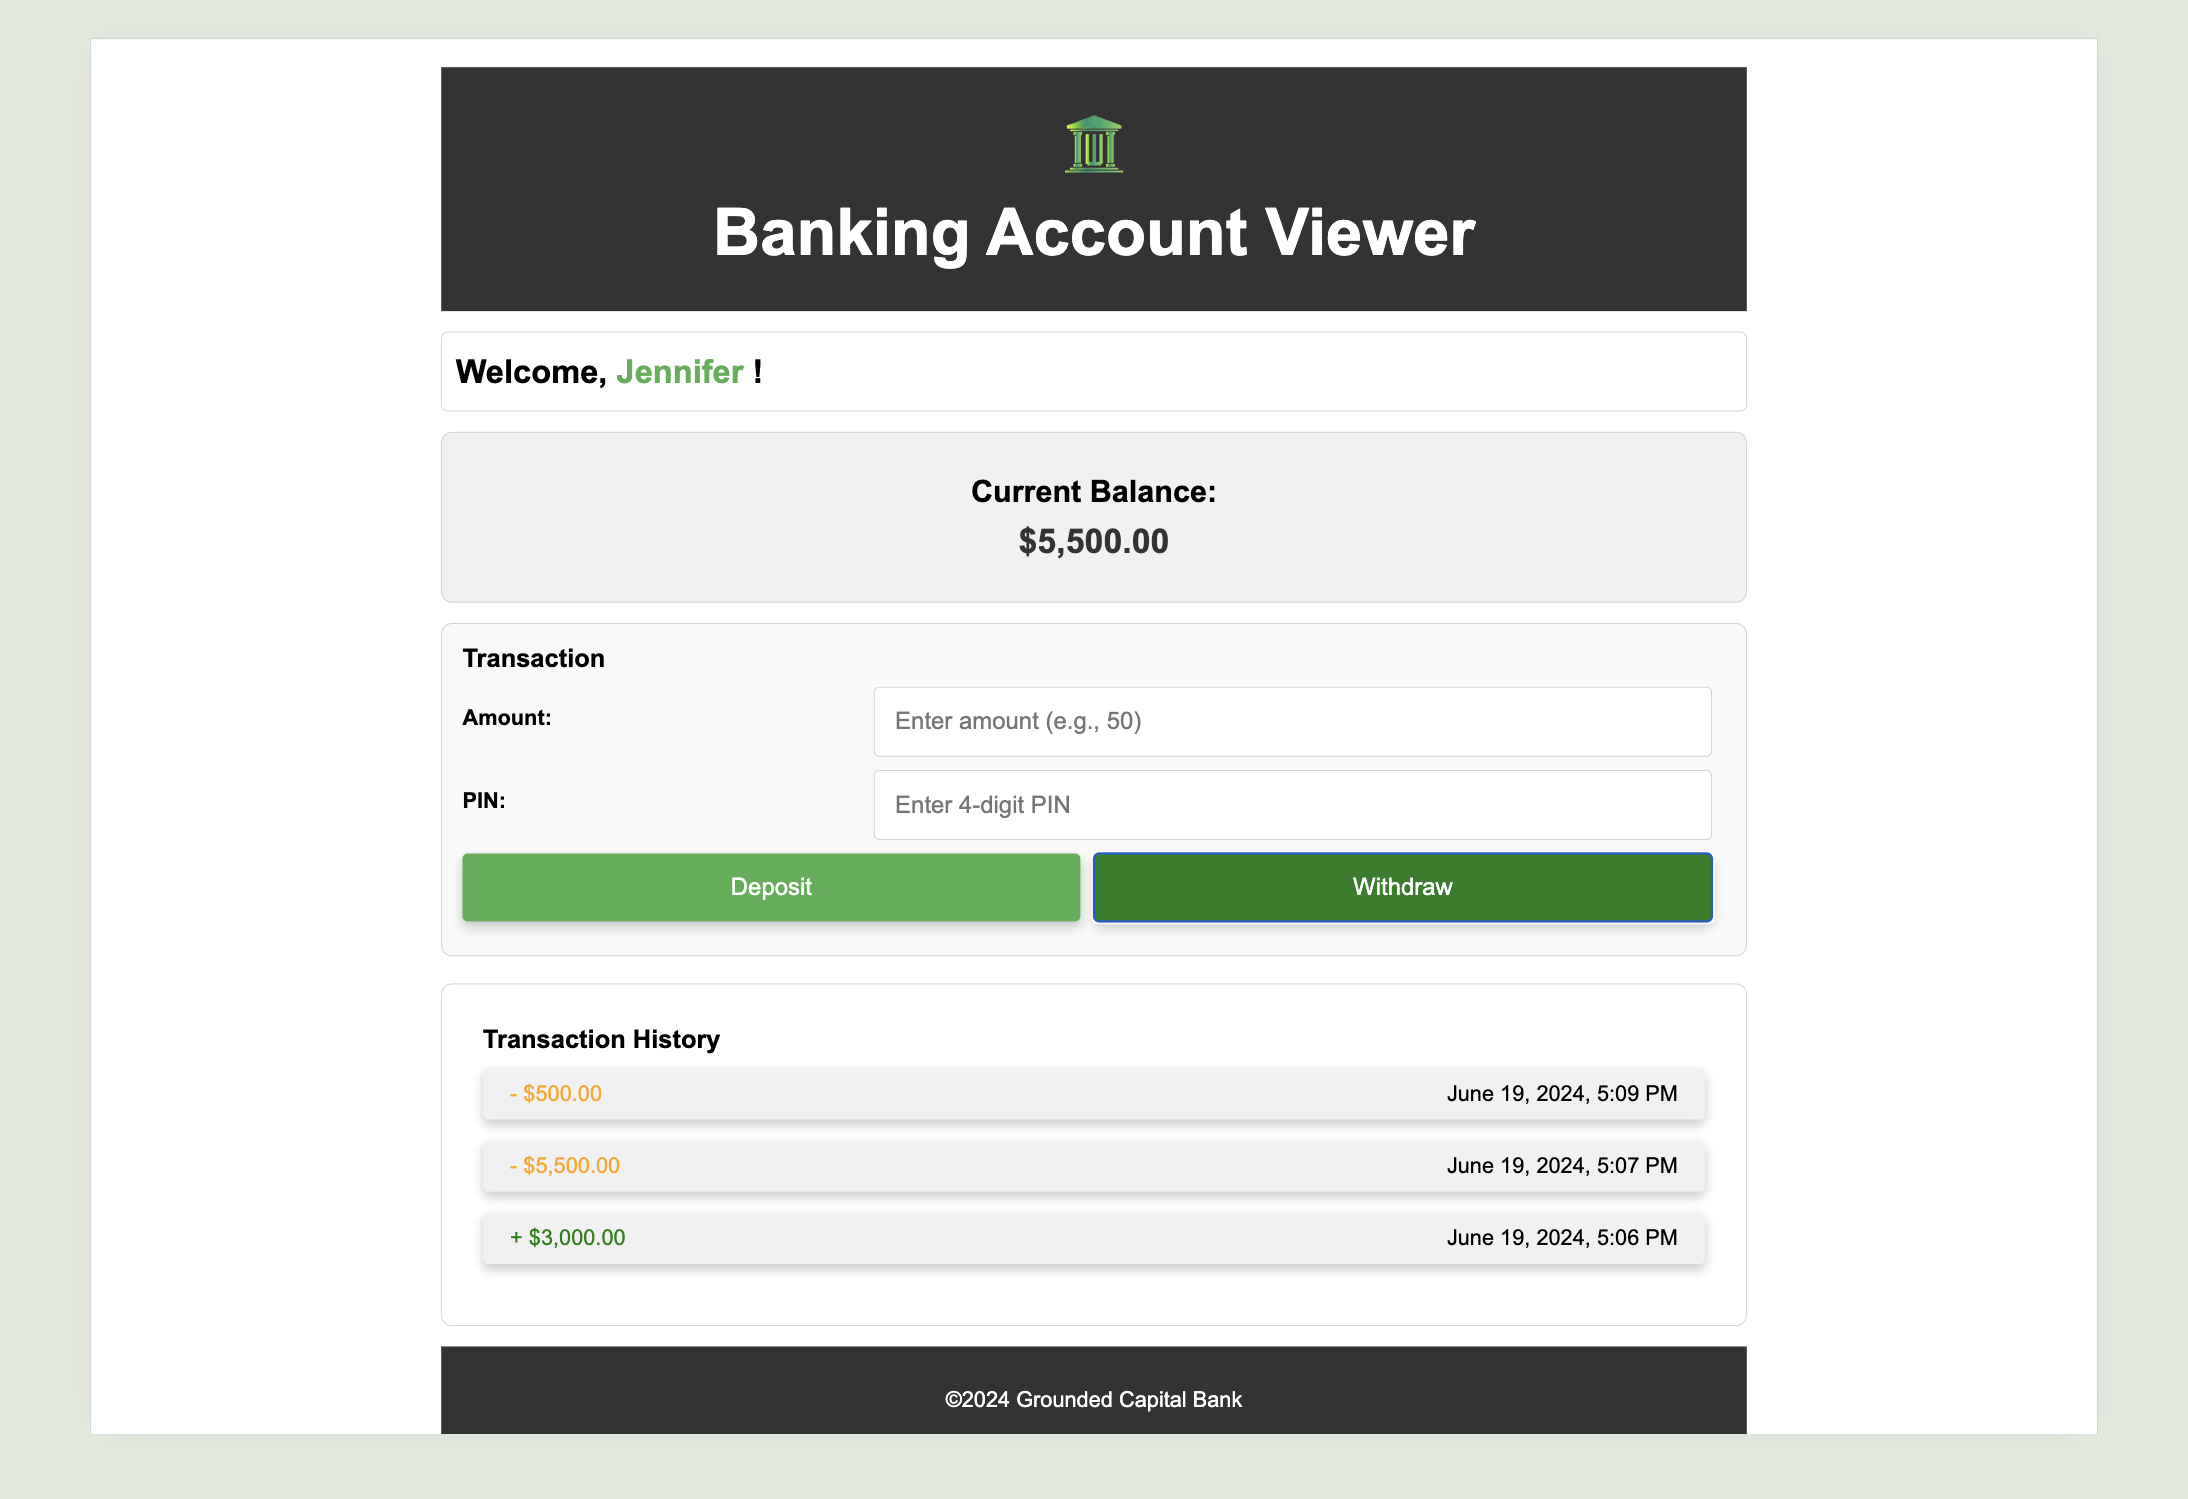 Banking Account Viewer
Welcome, Jennifer !
Current Balance:
$5,500.00
Transaction
Amount:
Enter amount (e.g., 50)
PIN:
Enter 4-digit PIN
Deposit
Withdraw
Transaction History
- $500.00 June 19, 2024, 5:09 PM
- $5,500.00 June 19, 2024, 5:07 PM
+ $3,000.00 June 19, 2024, 5:06 PM
©2024 Grounded Capital Bank